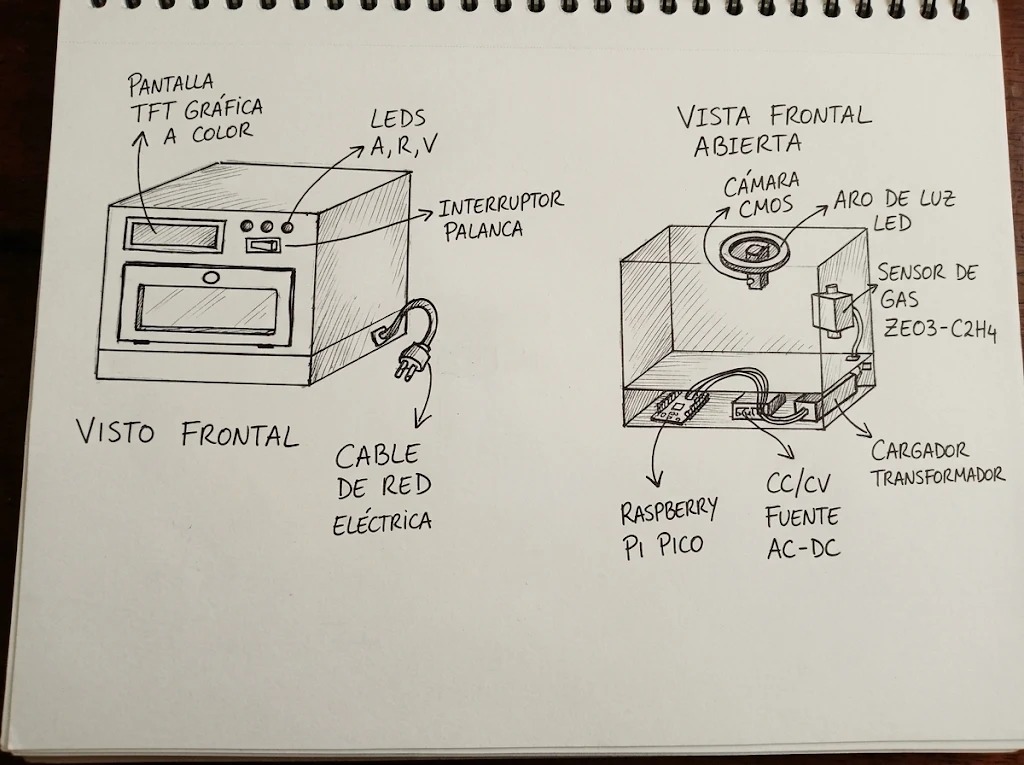 PANTALLA
TFT GRÁFICA
A COLOR
LEDS
A, R, V
INTERRUPTOR
PALANCA
VISTO FRONTAL
CABLE
DE RED
ELÉCTRICA
VISTA FRONTAL
ABIERTA
CÁMARA
CMOS
ARO DE LUZ
LED
SENSOR DE
GAS
ZE03-C2H4
RASPBERRY
PI PICO
CC/CV
FUENTE
AC-DC
CARGADOR
TRANSFORMADOR